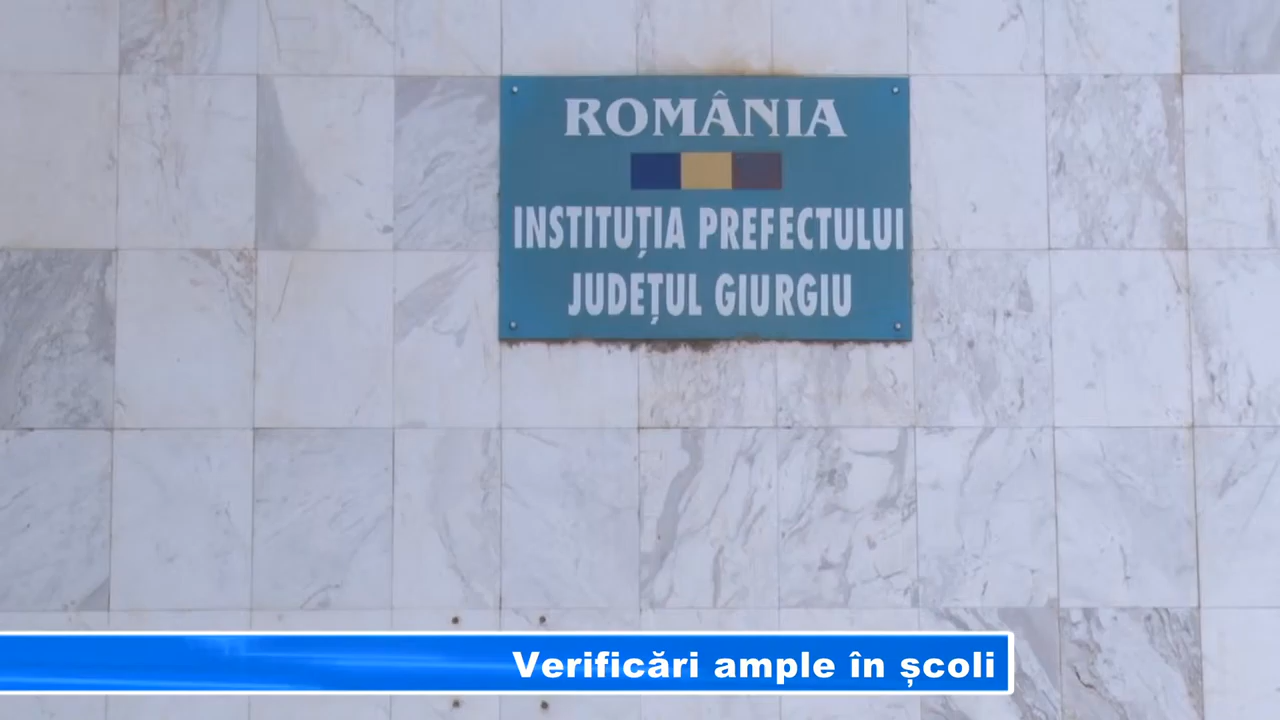 ROMÂNIA
INSTITUȚIA PREFECTULUI
JUDEȚUL GIURGIU
Verificări ample în școli